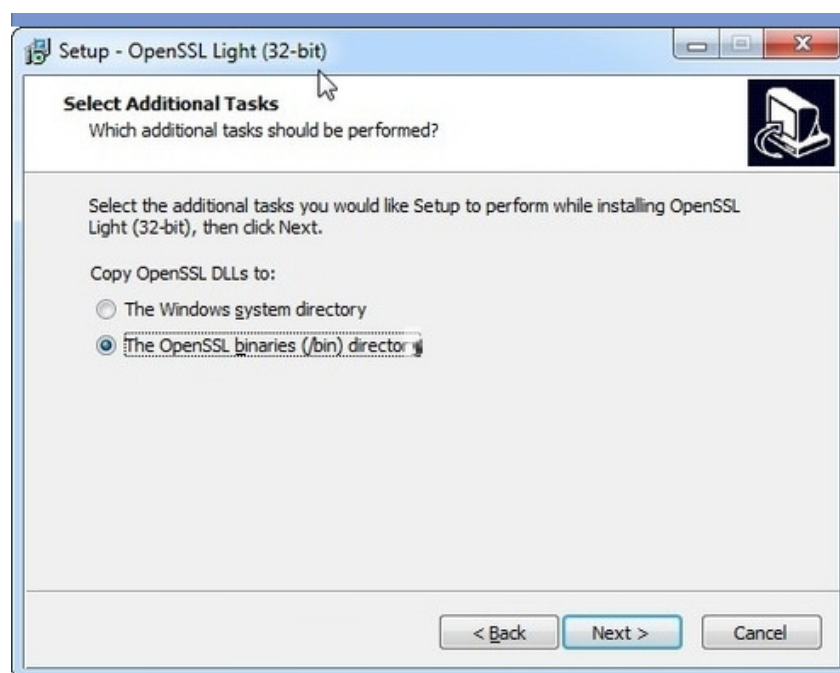 Setup - OpenSSL Light (32-bit)
Select Additional Tasks
Which additional tasks should be performed?
Select the additional tasks you would like Setup to perform while installing OpenSSL
Light (32-bit), then click Next.
Copy OpenSSL DLLs to:
The Windows system directory
The OpenSSL binaries (/bin)
< Back Next > Cancel